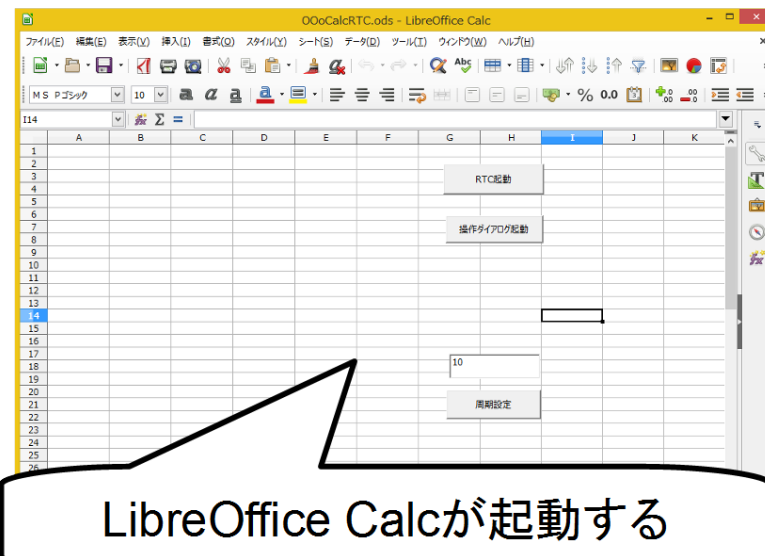 OOoCalcRTC.ods - LibreOffice Calc
ファイル(F) 編集(E) 表示(V) 挿入(I) 書式(O) スタイル(Y) シート(S) データ(D) ツール(T) ウィンドウ(W) ヘルプ(H)
Abc
ＭＳ Ｐゴシック 10 a a a a % 0.0
I14 fx Σ =
A B C D E F G H I J K
1
2
3
RTC起動
4
5
6
7
操作ダイアログ起動
8
9
10
11
12
13
14
15
16
17
18
10
19
20
21
周期設定
22
23
24
25
26
LibreOffice Calcが起動する